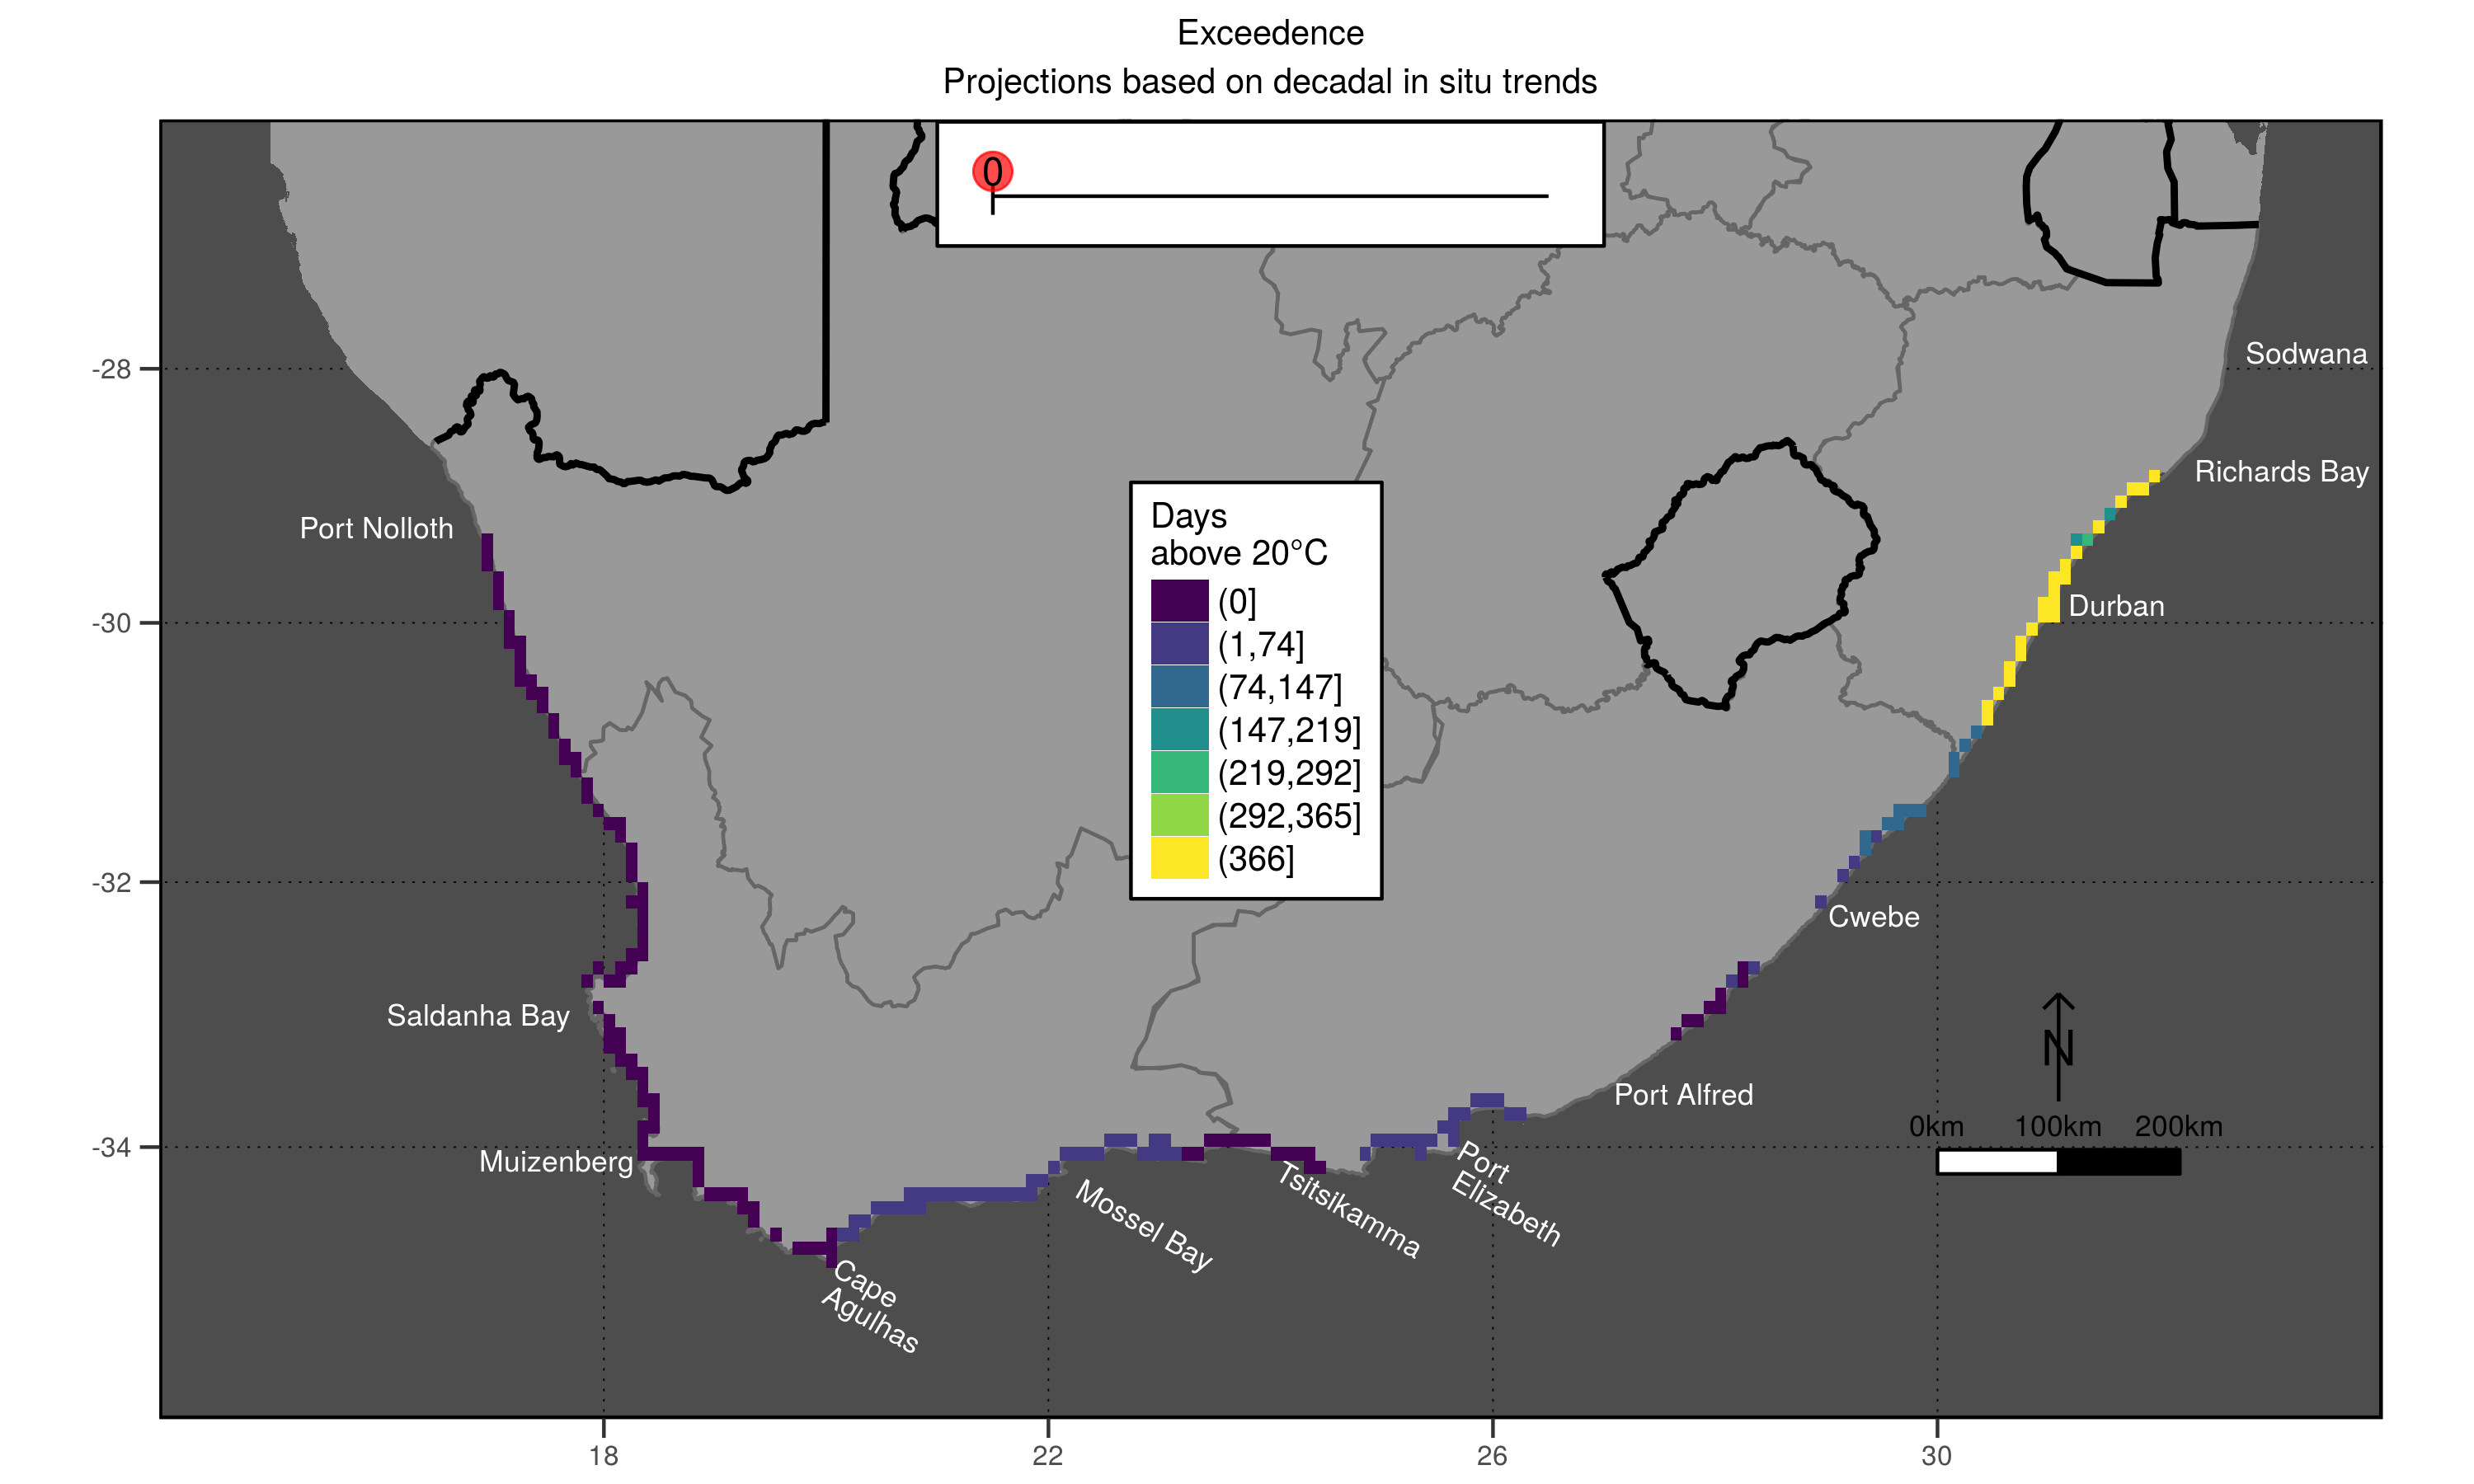 Exceedence
Projections based on decadal in situ trends
0
-28
-30
-32
-34
Sodwana
Richards Bay
Port Nolloth
Days
above 20°C
(0]
(1,74]
(74,147]
(147,219]
(219,292]
(292,365]
(366]
Durban
Cwebe
Saldanha Bay
N
Port Alfred
0km 100km 200km
Muizenberg
Port
Elizabeth
Tsitsikamma
Mossel Bay
Cape
Agulhas
18 22 26 30